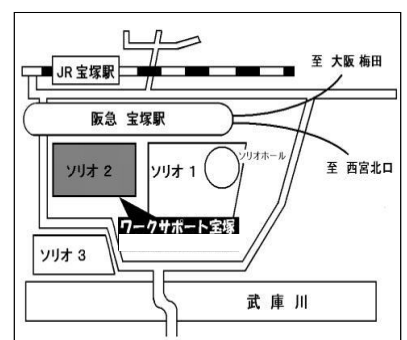 至 大阪 梅田
JR 宝塚駅
阪急 宝塚駅
ソリオホール
ソリオ 2
ソリオ 1
至 西宮北口
ワークサポート宝塚
ソリオ 3
武 庫 川